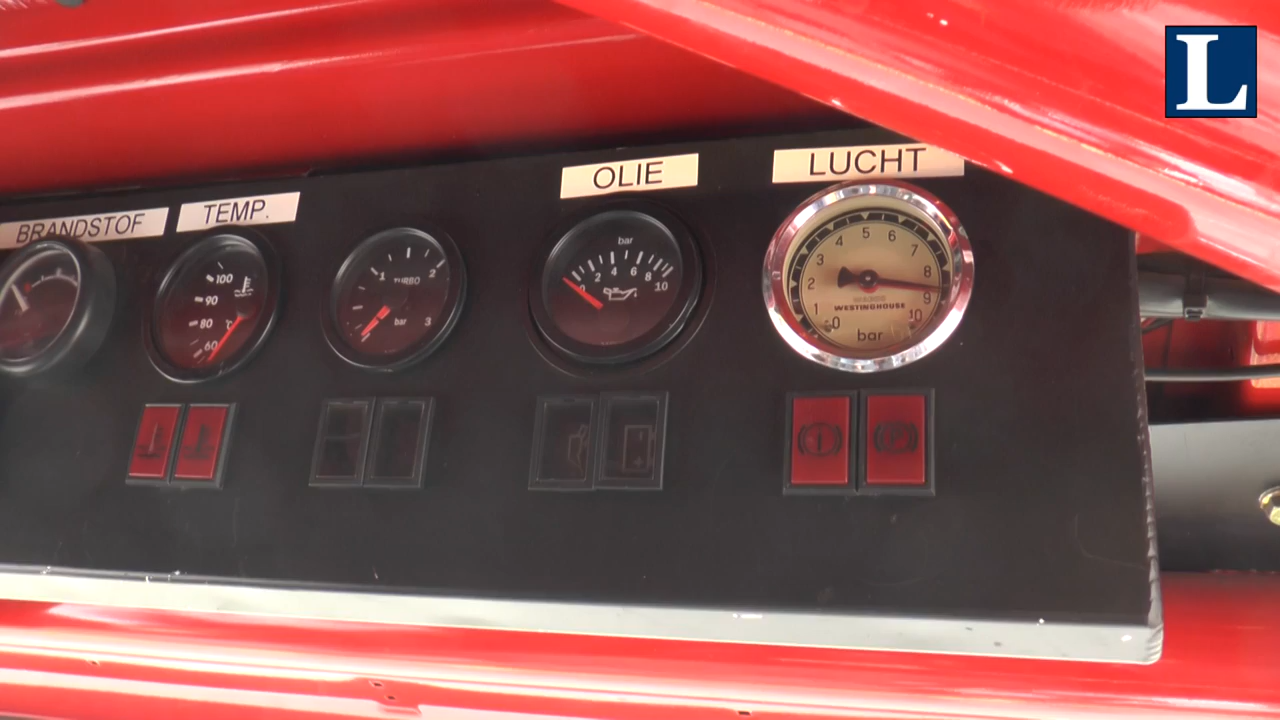 L
BRANDSTOF
TEMP.
OLIE
LUCHT
100
90
80
60
°C
1
2
TURBO
bar
3
bar
0 2 4 6 8 10
0 1 2 3 4 5 6 7 8 9 10
WESTINGHOUSE
bar